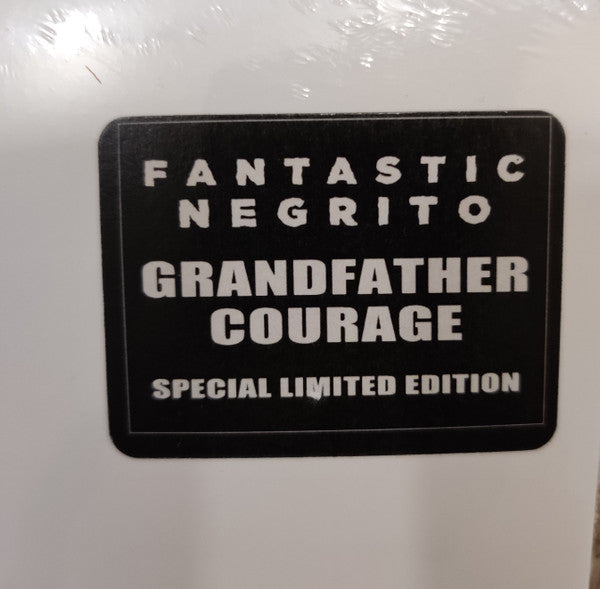 FANTASTIC
NEGRITO
GRANDFATHER
COURAGE
SPECIAL LIMITED EDITION